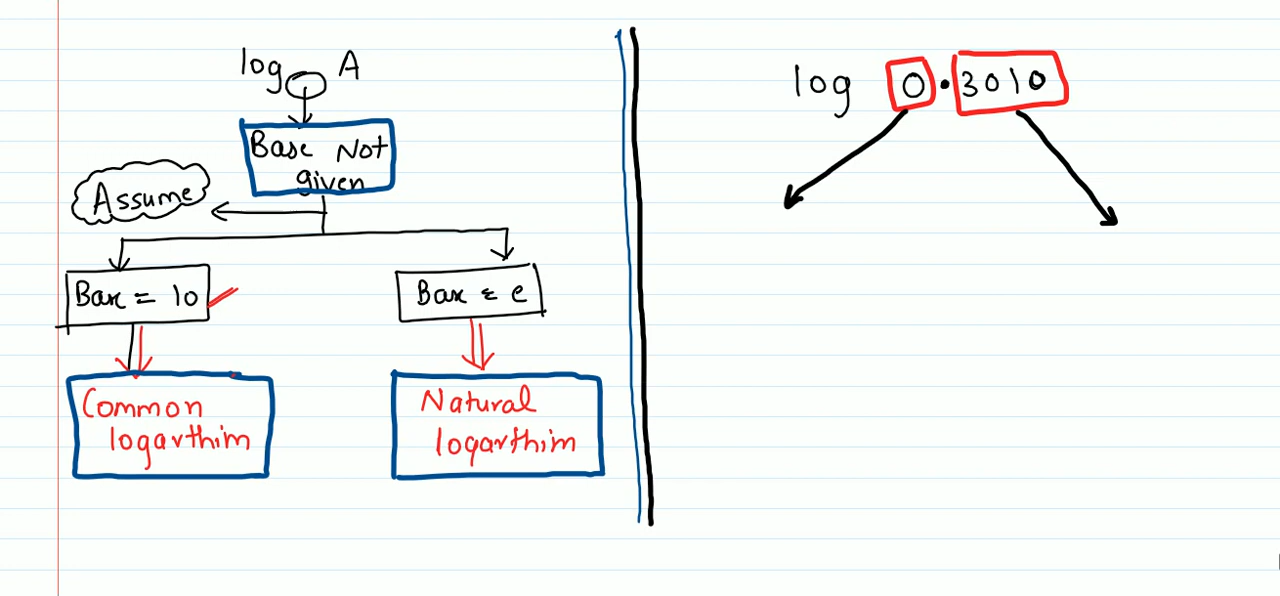 log A
Base Not
given
Assume
Base = 10
Base = e
Common
logarthim
Natural
logarthim
log 0.3010